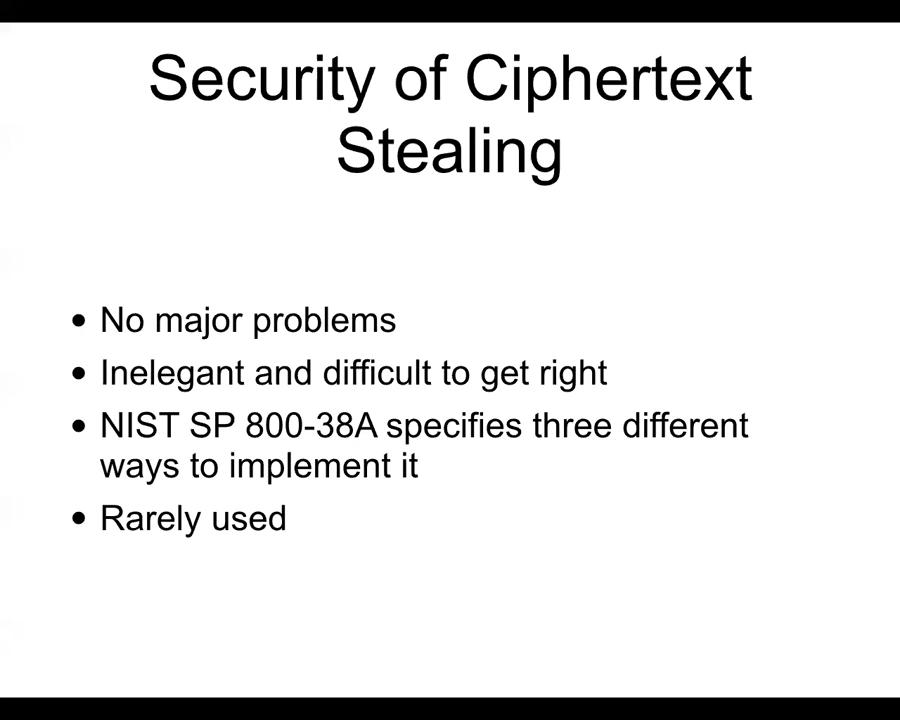 Security of Ciphertext
Stealing
• No major problems
• Inelegant and difficult to get right
• NIST SP 800-38A specifies three different
ways to implement it
• Rarely used